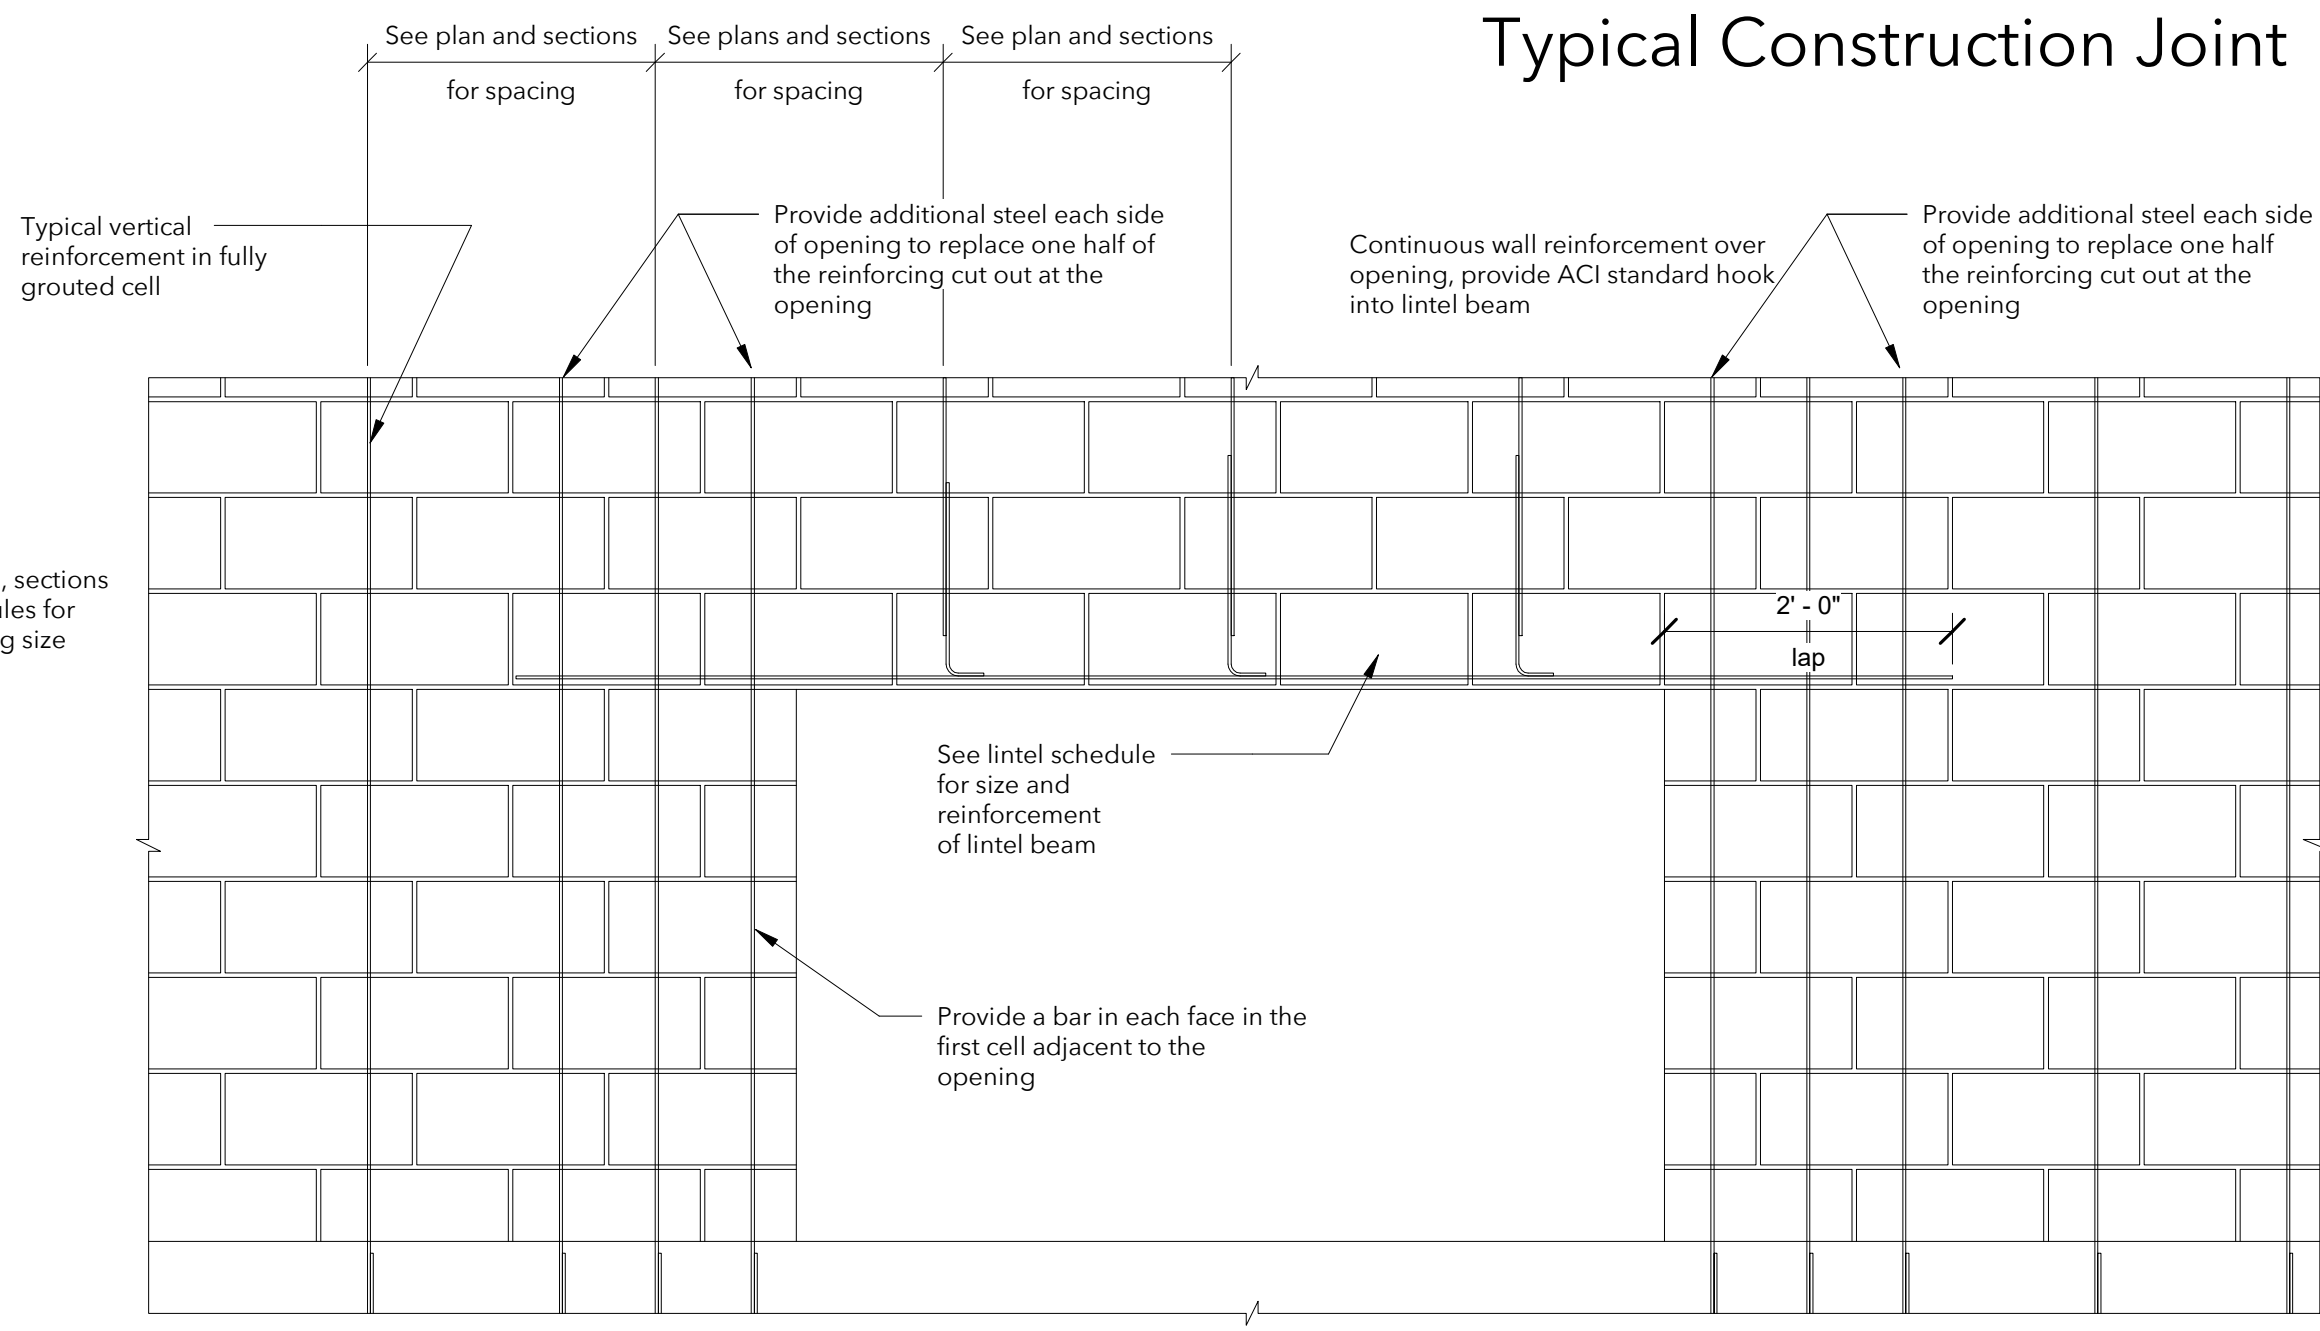 Typical Construction Joint
See plan and sections
for spacing
See plans and sections
for spacing
See plan and sections
for spacing
Typical vertical
reinforcement in fully
grouted cell
Provide additional steel each side
of opening to replace one half of
the reinforcing cut out at the
opening
Continuous wall reinforcement over
opening, provide ACI standard hook
into lintel beam
Provide additional steel each side
of opening to replace one half
the reinforcing cut out at the
opening
, sections
for
size
2' - 0"
lap
See lintel schedule
for size and
reinforcement
of lintel beam
Provide a bar in each face in the
first cell adjacent to the
opening